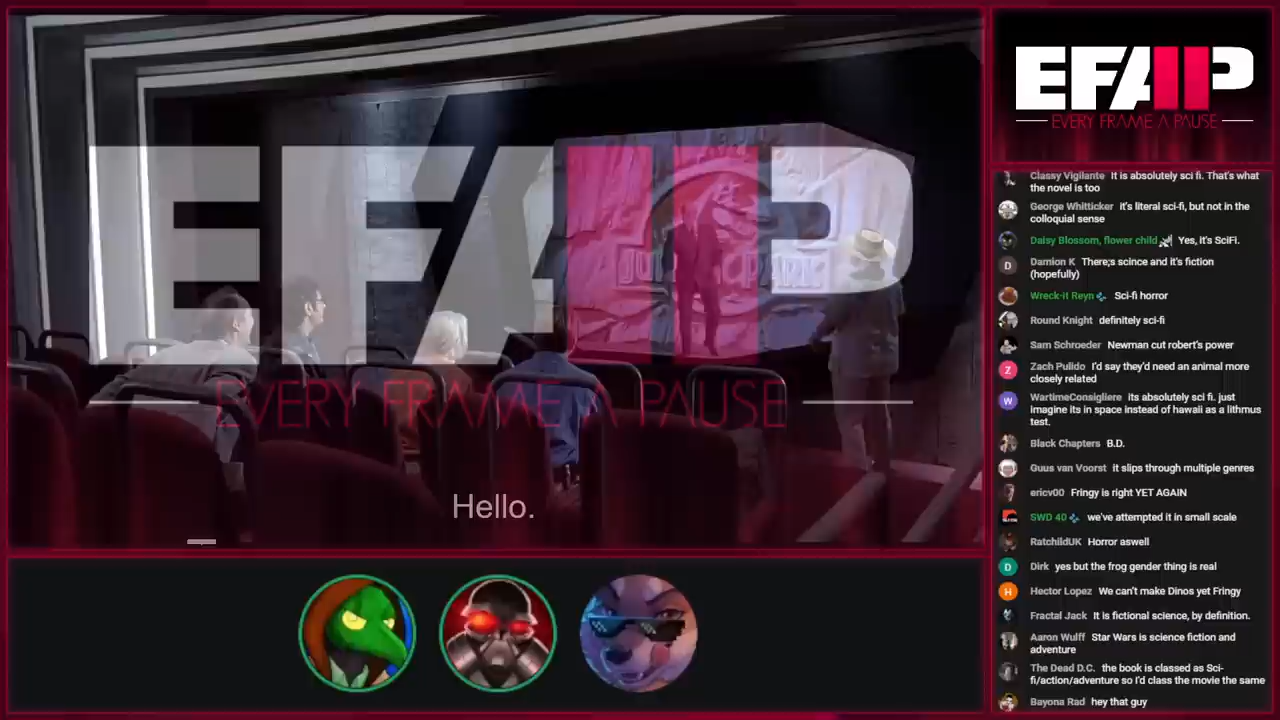 EFAP
EVERY FRAME A PAUSE
Hello.
EFAP
EVERY FRAME A PAUSE
Classy Vigilante It is absolutely sci fi. That's what
the novel is too
George Whitticker it's literal sci-fi, but not in the
colloquial sense
Daisy Blossom, flower child Yes, it's SciFi.
Damion K There;s scince and it's fiction
(hopefully)
Wreck-it Reyn Sci-fi horror
Round Knight definitely sci-fi
Sam Schroeder Newman cut robert's power
Zach Pulido I'd say they'd need an animal more
closely related
WartimeConsigliere its absolutely sci fi. just
imagine its in space instead of hawaii as a lithmus
test.
Black Chapters B.D.
Guus van Voorst it slips through multiple genres
ericv00 Fringy is right YET AGAIN
SWD 40 we've attempted it in small scale
RatchildUK Horror aswell
D
Dirk yes but the frog gender thing is real
Hector Lopez We can't make Dinos yet Fringy
Fractal Jack It is fictional science, by definition.
Aaron Wulff Star Wars is science fiction and
adventure
The Dead D.C. the book is classed as Sci-
fi/action/adventure so I'd class the movie the same
Bayona Rad hey that guy